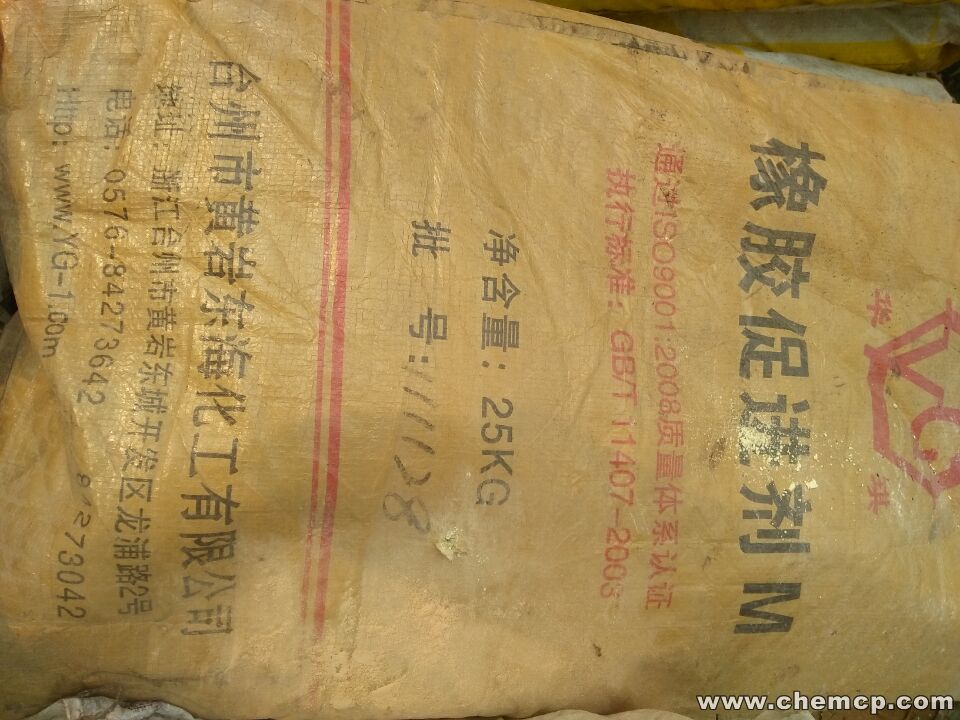 YG
橡胶促进剂M
通过ISO9001:2008质量体系认证
执行标准：GB/T 11407-2003
净含量：25KG
批 号：111128
台州市黄岩东海化工有限公司
地址：浙江台州市黄岩东城开发区龙浦路2号
电话：0576-84273642 84273042
Http：www.YG-1.com
www.chemcp.com